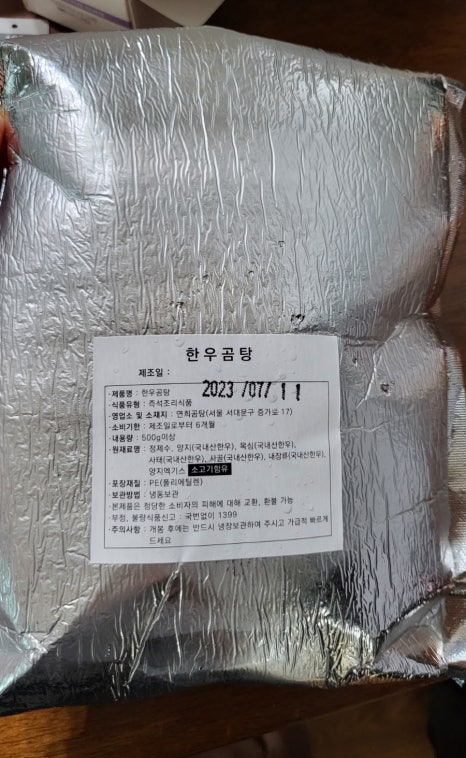 한우곰탕
제조일 :
2023 /07/ 11
·제품명 : 한우곰탕
·식품유형 : 즉석조리식품
·영업소 및 소재지 : 연희곰탕(서울 서대문구 증가로 17)
·소비기한 : 제조일로부터 6개월
·내용량 : 500g이상
·원재료명 : 정제수, 양지(국내산한우), 목심(국내산한우),
사태(국내산한우), 사골(국내산한우), 내장류(국내산한우),
양지엑기스 소고기함유
포장재질 : PE(폴리에틸렌)
·보관방법 : 냉동보관
·본제품은 정당한 소비자의 피해에 대해 교환, 환불 가능
·부정, 불량식품신고 : 국번없이 1399
·주의사항 : 개봉 후에는 반드시 냉장보관하여 주시고 가급적 빠르게
드세요